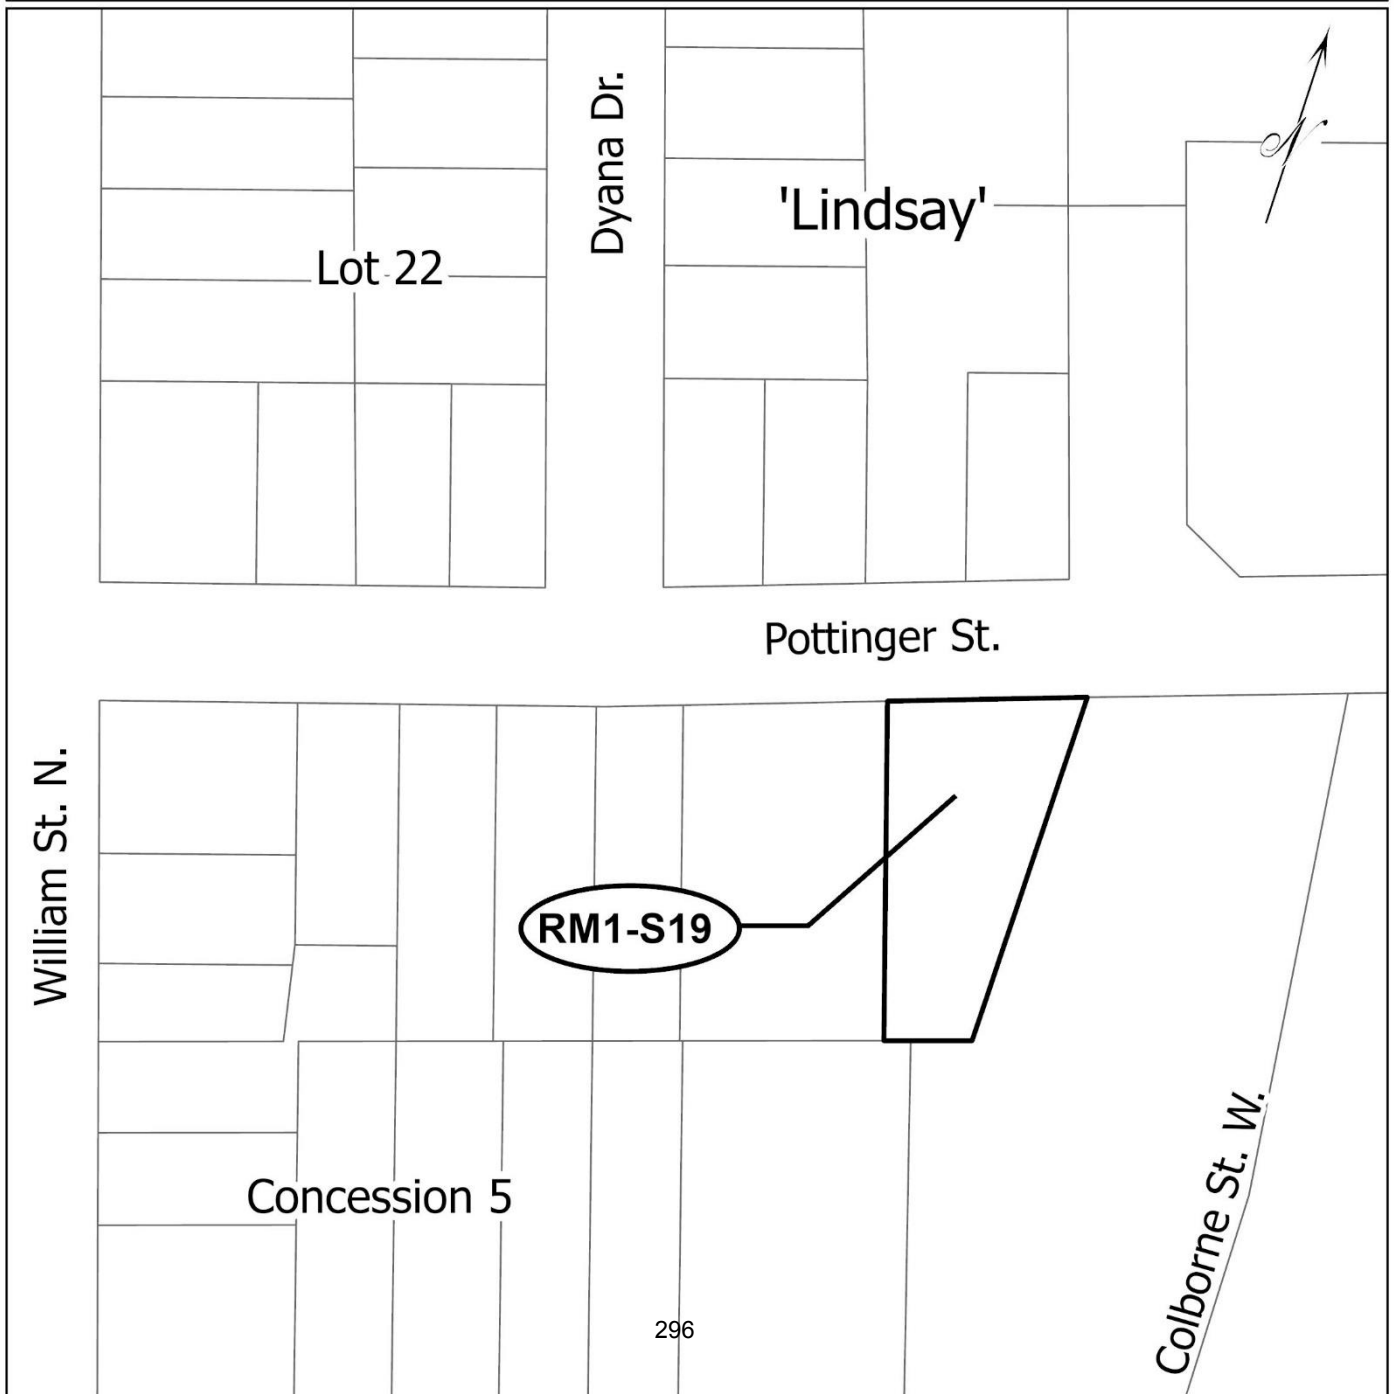 Dyana Dr.
'Lindsay'
N
Lot 22
Pottinger St.
William St. N.
RM1-S19
Concession 5
Colborne St. W.
296